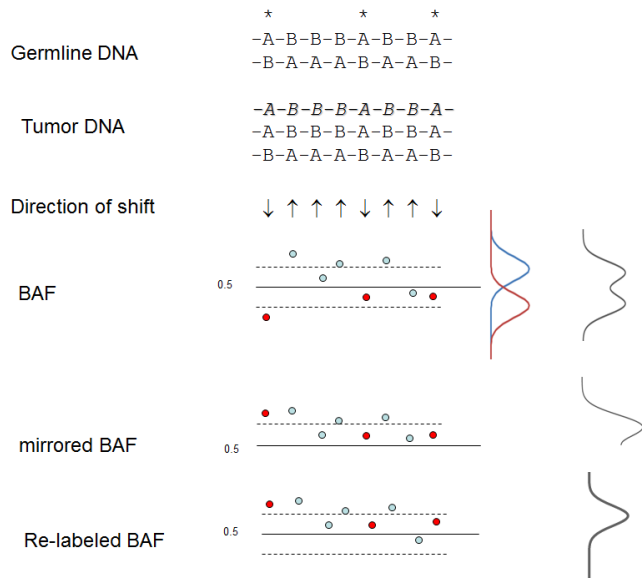 * * *
Germline DNA
-A-B-B-B-A-B-B-A-
-B-A-A-A-B-A-A-B-
Tumor DNA
-A-B-B-B-A-B-B-A-
-A-B-B-B-A-B-B-A-
-B-A-A-A-B-A-A-B-
Direction of shift ↓ ↑ ↑ ↑ ↓ ↑ ↑ ↓
BAF
0.5
mirrored BAF
0.5
Re-labeled BAF
0.5